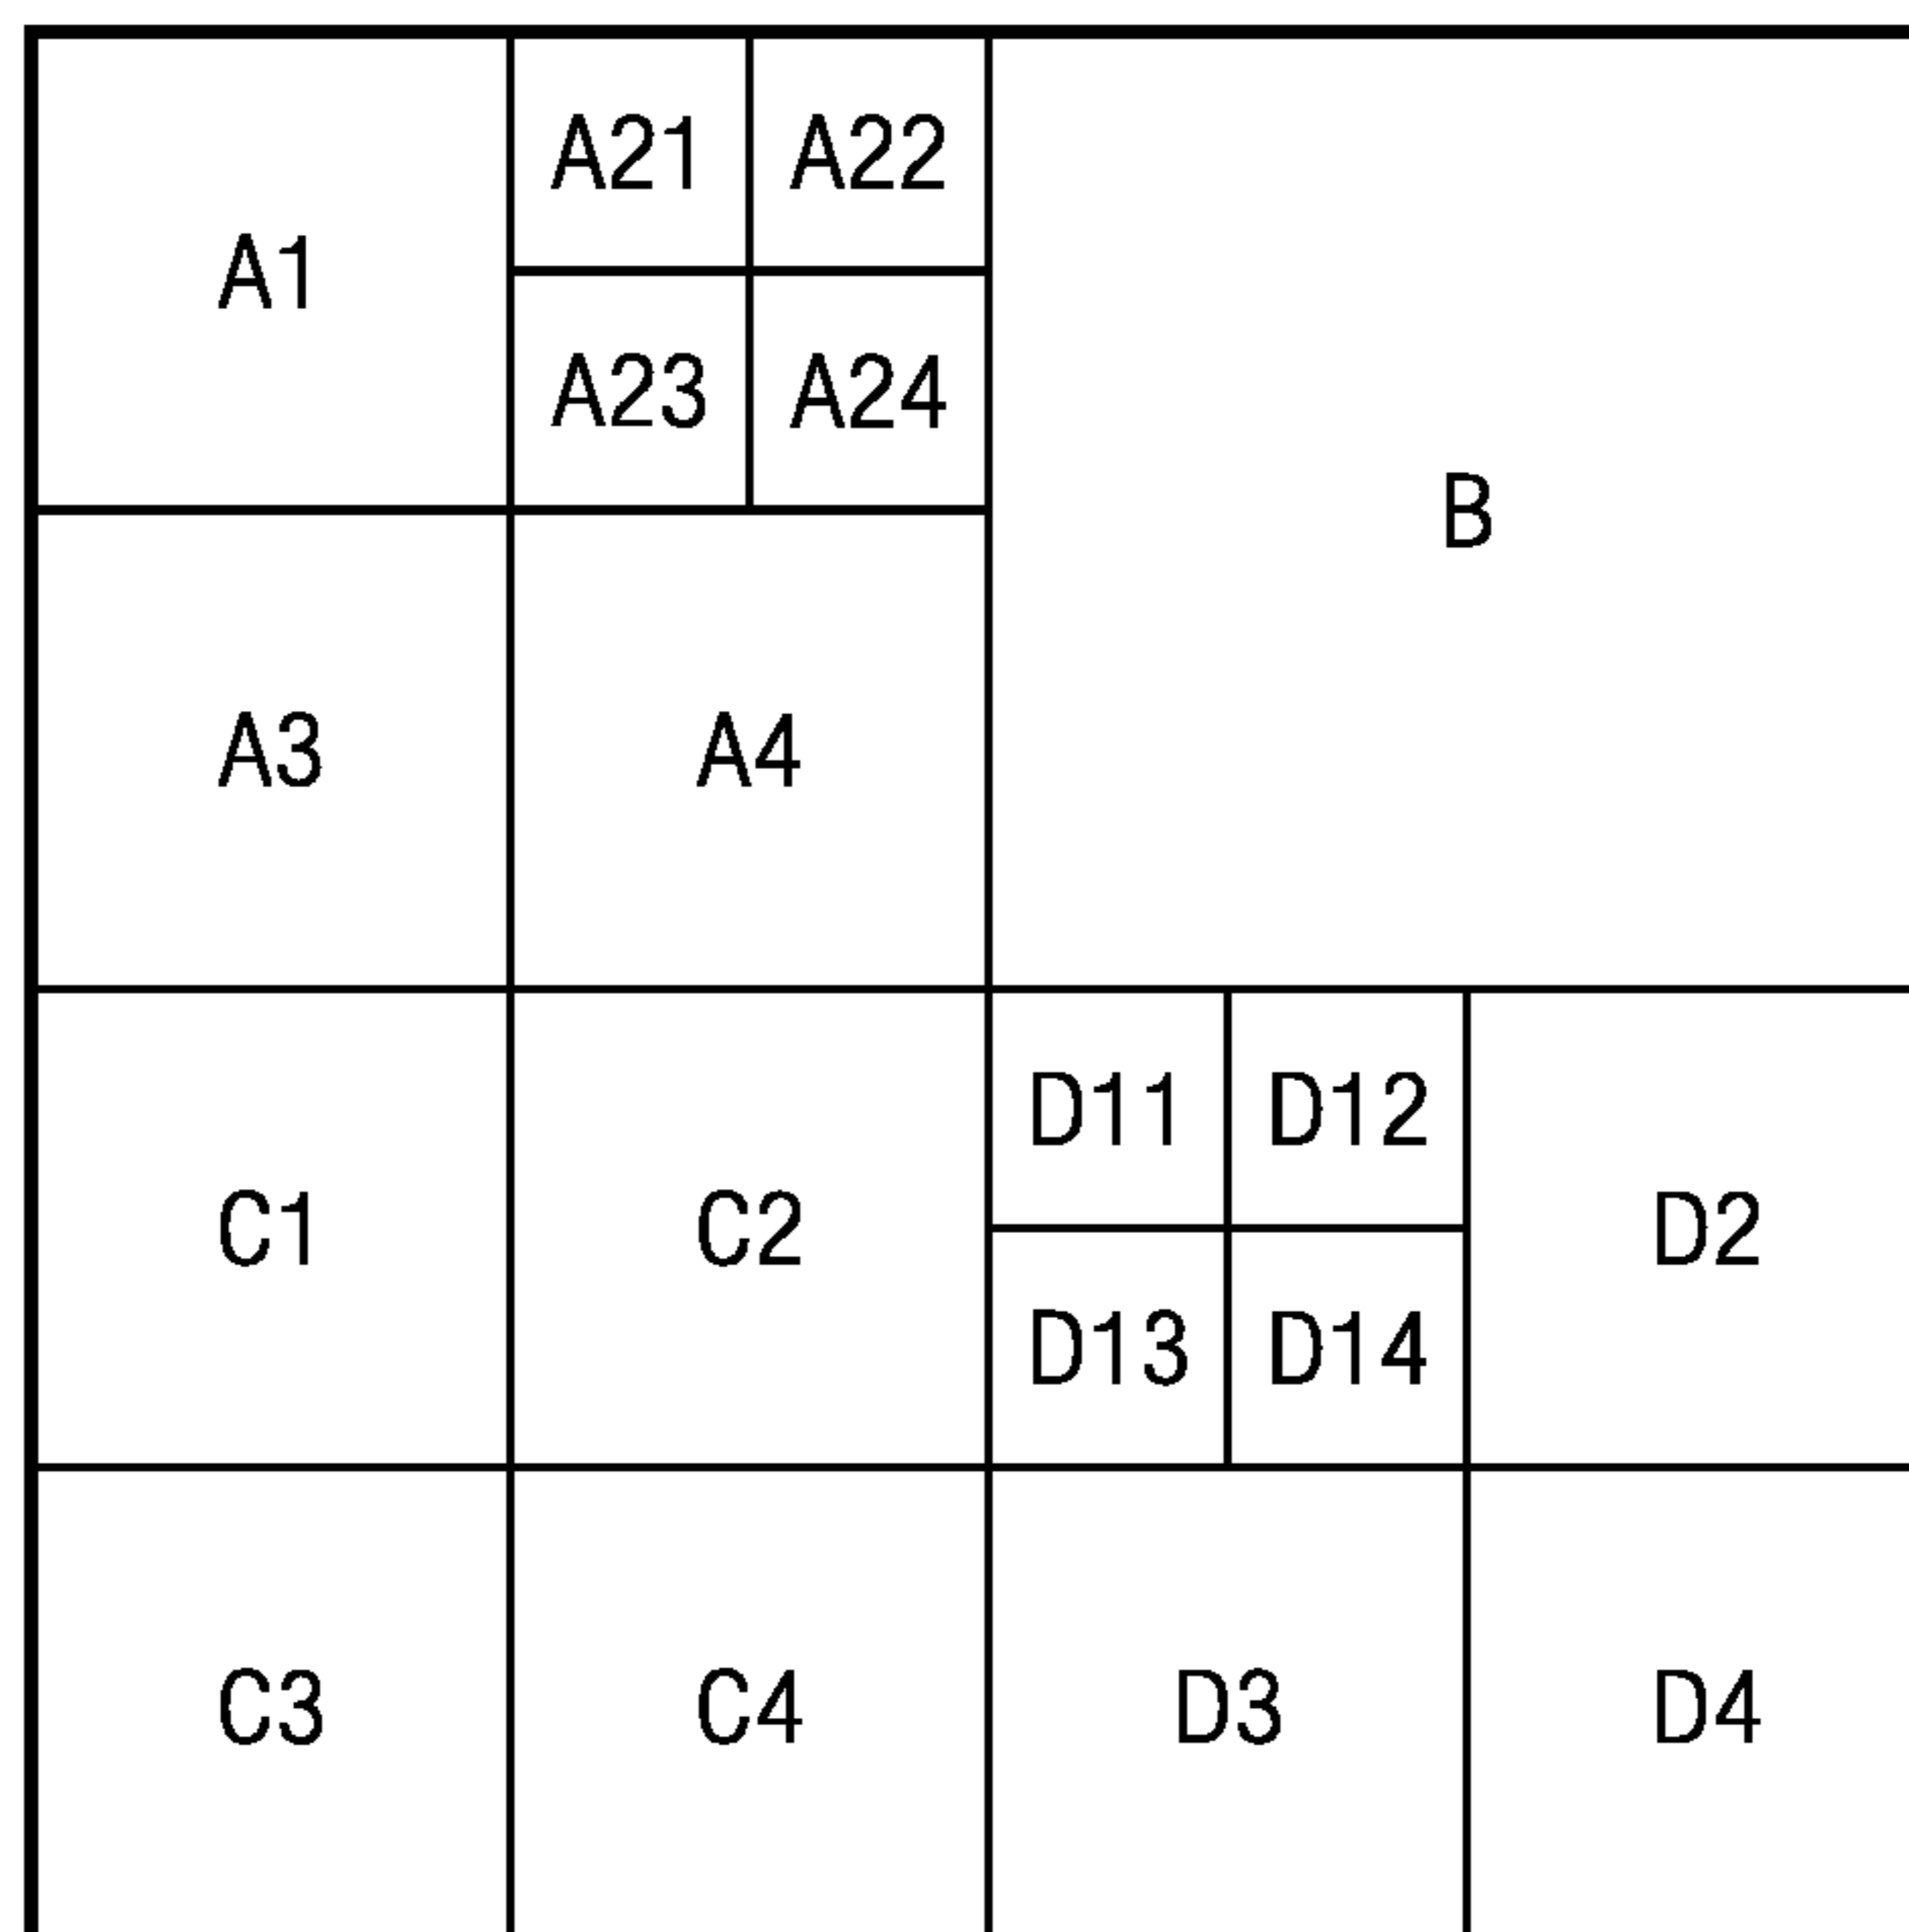 A21 A22
A1
A23 A24
B
A3 A4
D11 D12
C1 C2 D2
D13 D14
C3 C4 D3 D4